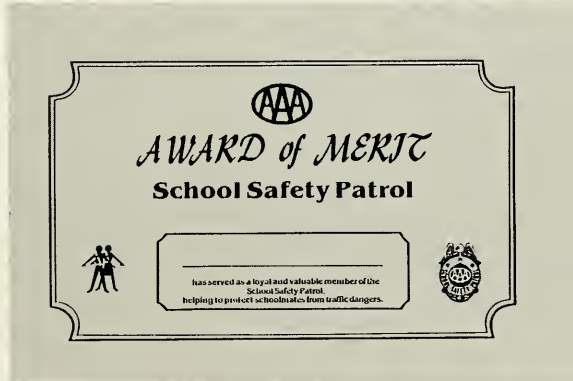 AAA
AWARD of MERIT
School Safety Patrol
has served as a loyal and valuable member of the
School Safety Patrol,
helping to protect schoolmates from traffic dangers.